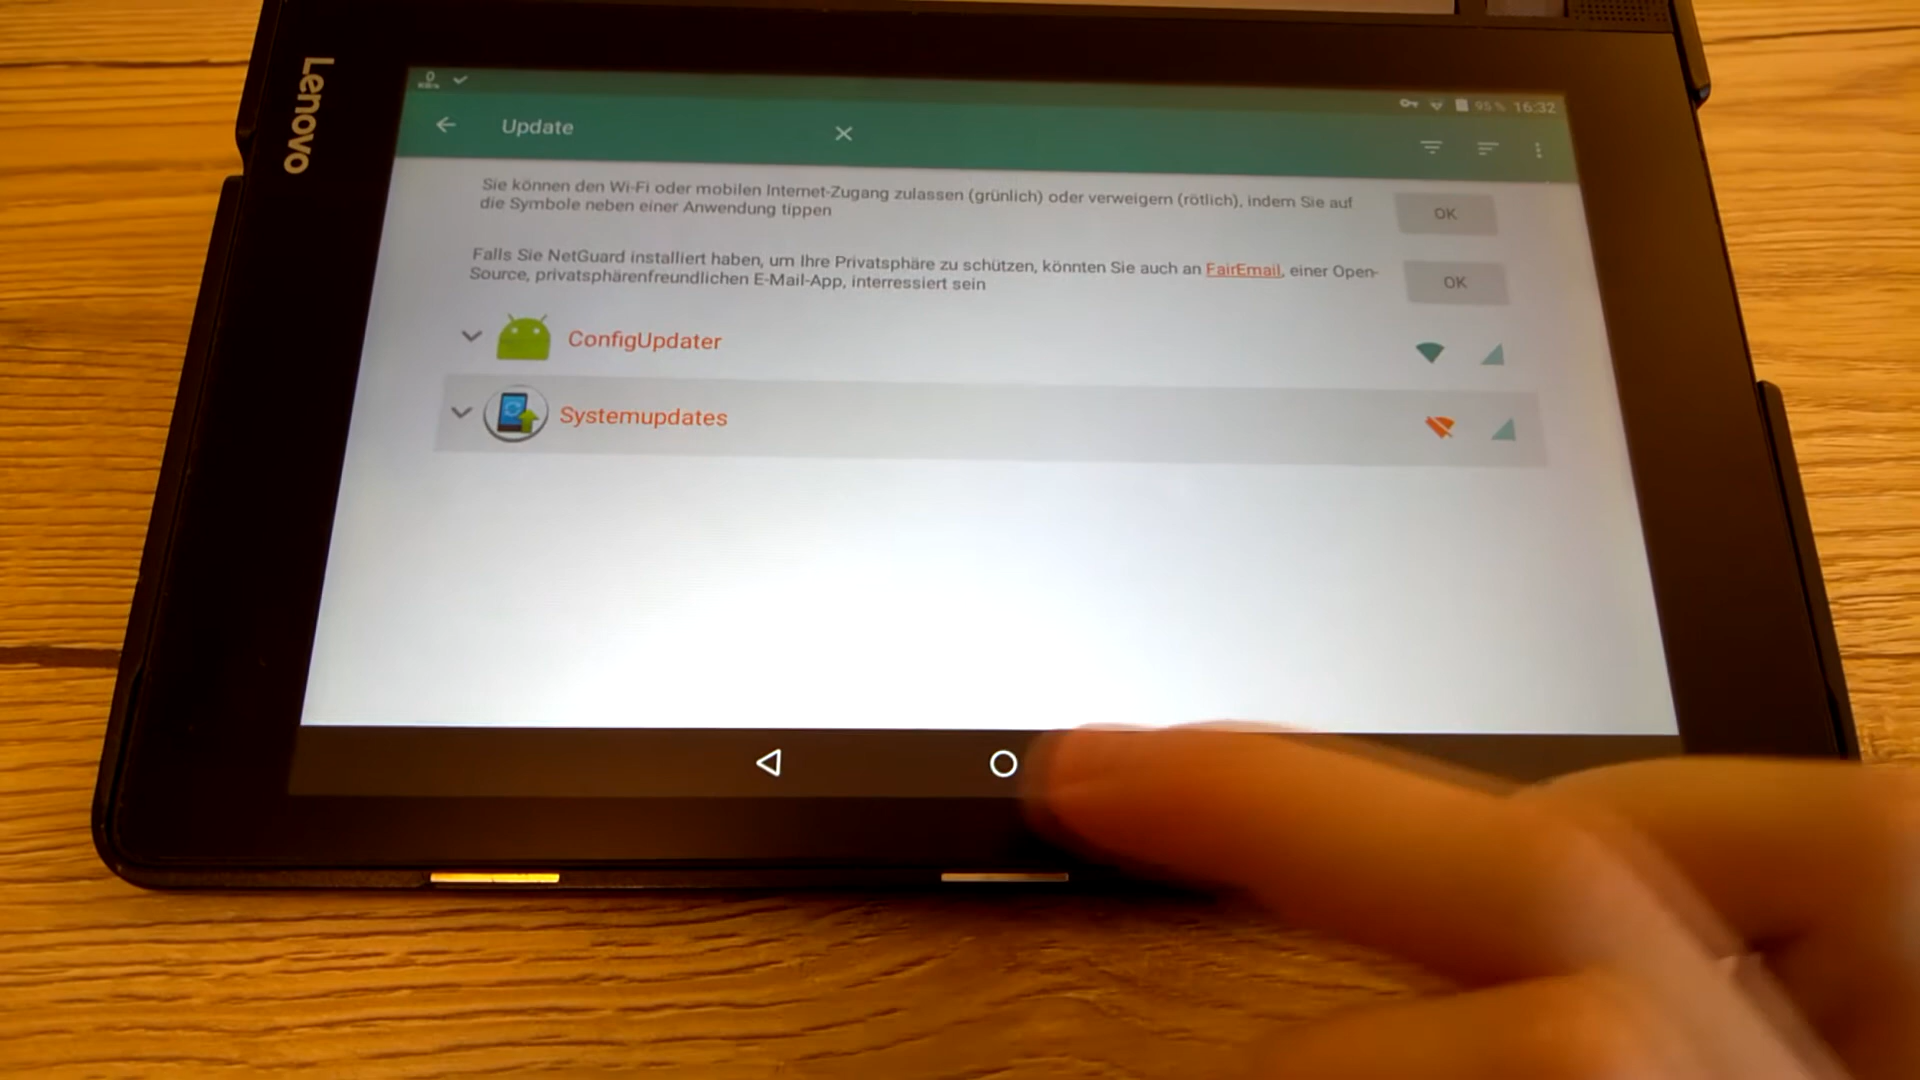 Lenovo
0
KB/s
95 % 16:32
Update
Sie können den Wi-Fi oder mobilen Internet-Zugang zulassen (grünlich) oder verweigern (rötlich), indem Sie auf
die Symbole neben einer Anwendung tippen
OK
Falls Sie NetGuard installiert haben, um Ihre Privatsphäre zu schützen, könnten Sie auch an FairEmail, einer Open-
Source, privatsphärenfreundlichen E-Mail-App, interressiert sein
OK
ConfigUpdater
Systemupdates